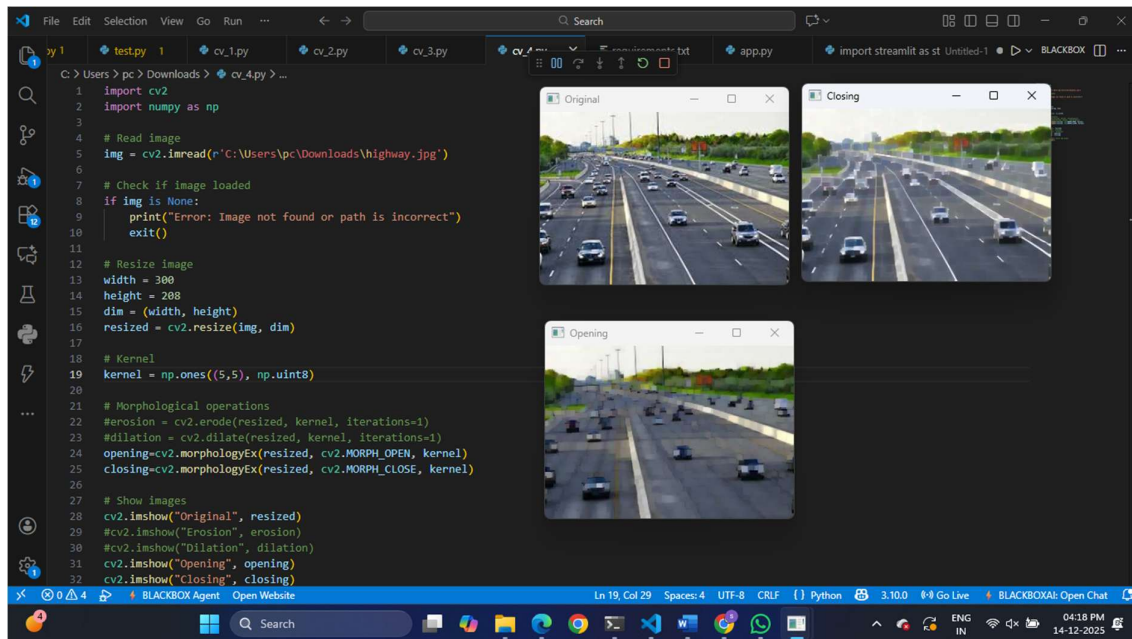 File Edit Selection View Go Run ··· Search
py 1 test.py 1 cv_1.py cv_2.py cv_3.py requirements.txt app.py import streamlit as st Untitled-1 BLACKBOX
C: > Users > pc > Downloads > cv_4.py > ...
1 import cv2
2 import numpy as np
3
4 # Read image
5 img = cv2.imread(r'C:\Users\pc\Downloads\highway.jpg')
6
7 # Check if image loaded
8 if img is None:
9 print("Error: Image not found or path is incorrect")
10 exit()
11
12 # Resize image
13 width = 300
14 height = 208
15 dim = (width, height)
16 resized = cv2.resize(img, dim)
17
18 # Kernel
19 kernel = np.ones((5,5), np.uint8)
20
21 # Morphological operations
22 #erosion = cv2.erode(resized, kernel, iterations=1)
23 #dilation = cv2.dilate(resized, kernel, iterations=1)
24 opening=cv2.morphologyEx(resized, cv2.MORPH_OPEN, kernel)
25 closing=cv2.morphologyEx(resized, cv2.MORPH_CLOSE, kernel)
26
27 # Show images
28 cv2.imshow("Original", resized)
29 #cv2.imshow("Erosion", erosion)
30 #cv2.imshow("Dilation", dilation)
31 cv2.imshow("Opening", opening)
32 cv2.imshow("Closing", closing)
Original
Closing
Opening
1
1
12
1
0 4 BLACKBOX Agent Open Website Ln 19, Col 29 Spaces: 4 UTF-8 CRLF {} Python 3.10.0 Go Live BLACKBOXAI: Open Chat
4 Search ENG 04:18 PM
IN 14-12-2025